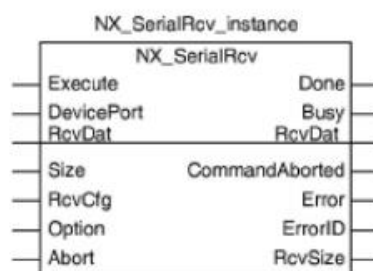 NX_SerialRcv_instance
NX_SerialRcv
Execute Done
DevicePort Busy
RcvDat RcvDat
Size CommandAborted
RcvCfg Error
Option ErrorID
Abort RcvSize